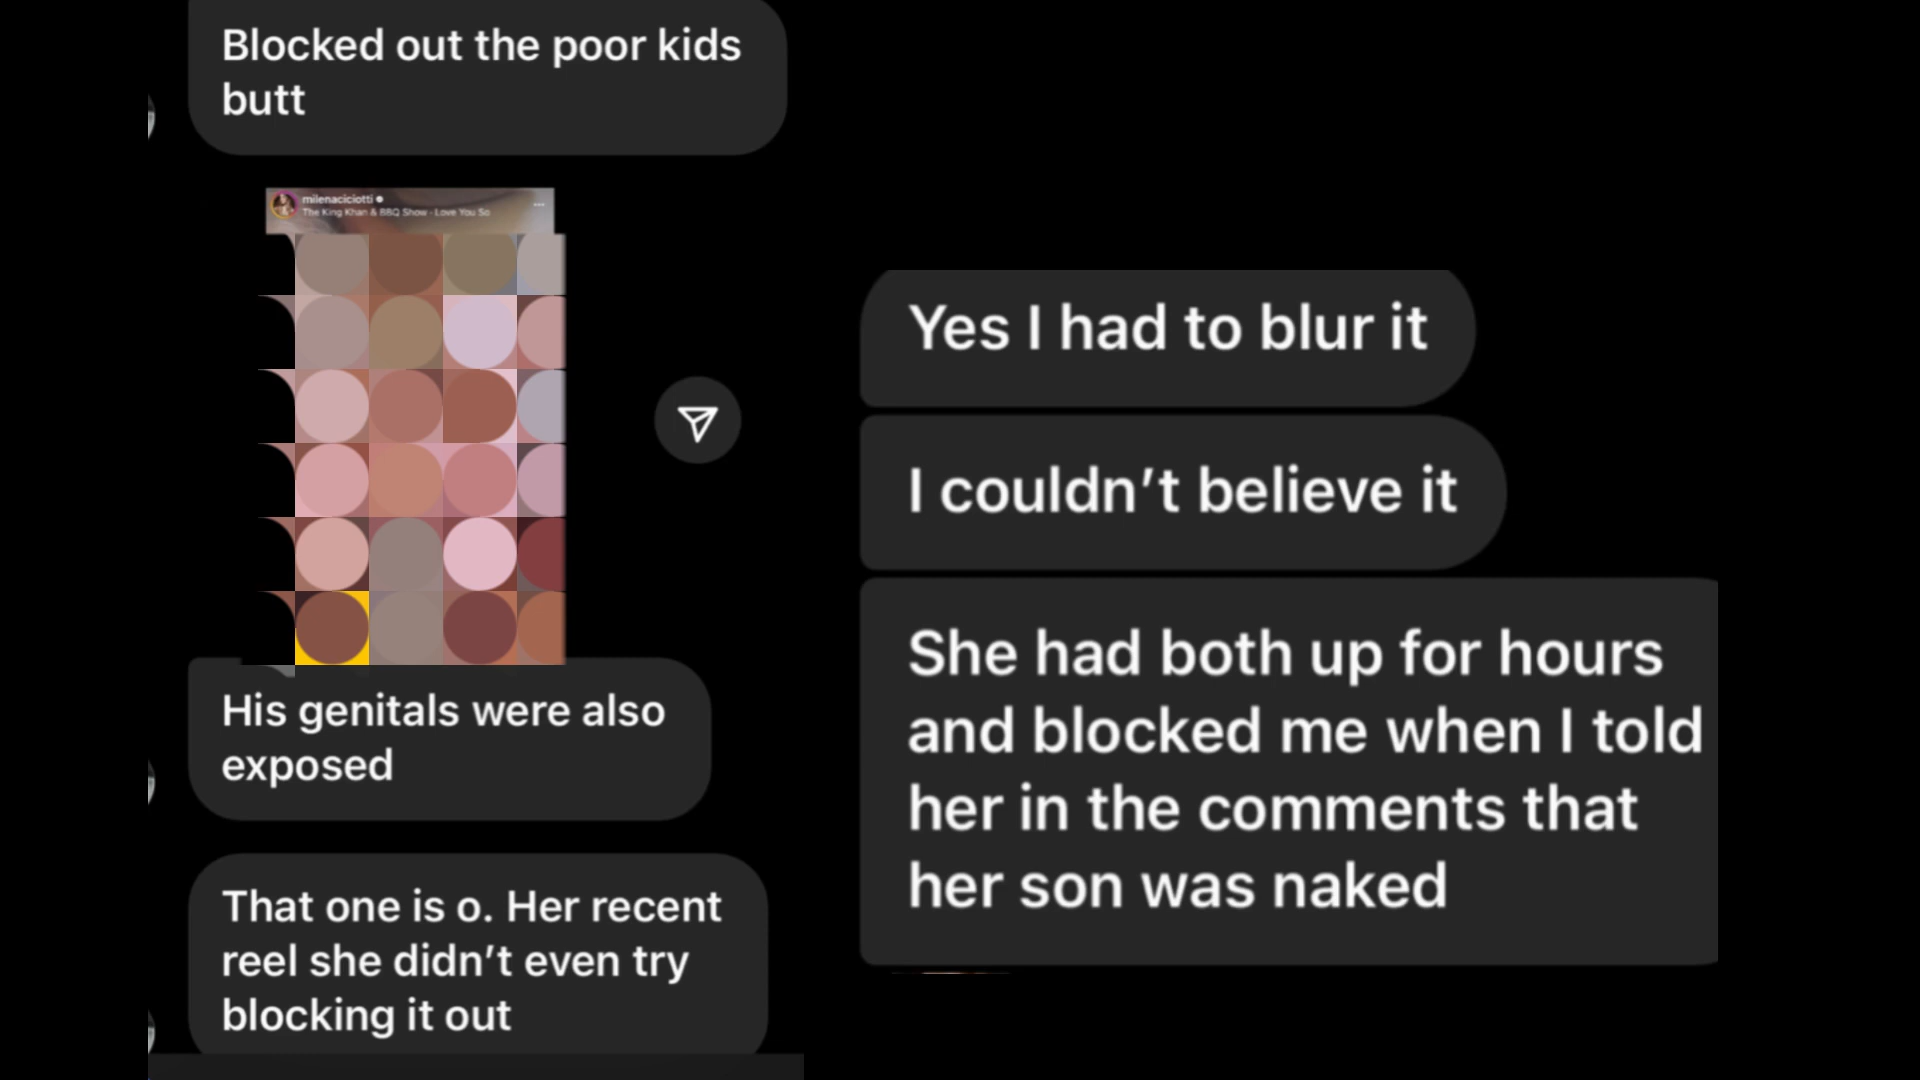 Blocked out the poor kids
butt
milenaciciotti
The King Khan & BBQ Show - Love You So
His genitals were also
exposed
That one is o. Her recent
reel she didn't even try
blocking it out
Yes I had to blur it
I couldn't believe it
She had both up for hours
and blocked me when I told
her in the comments that
her son was naked